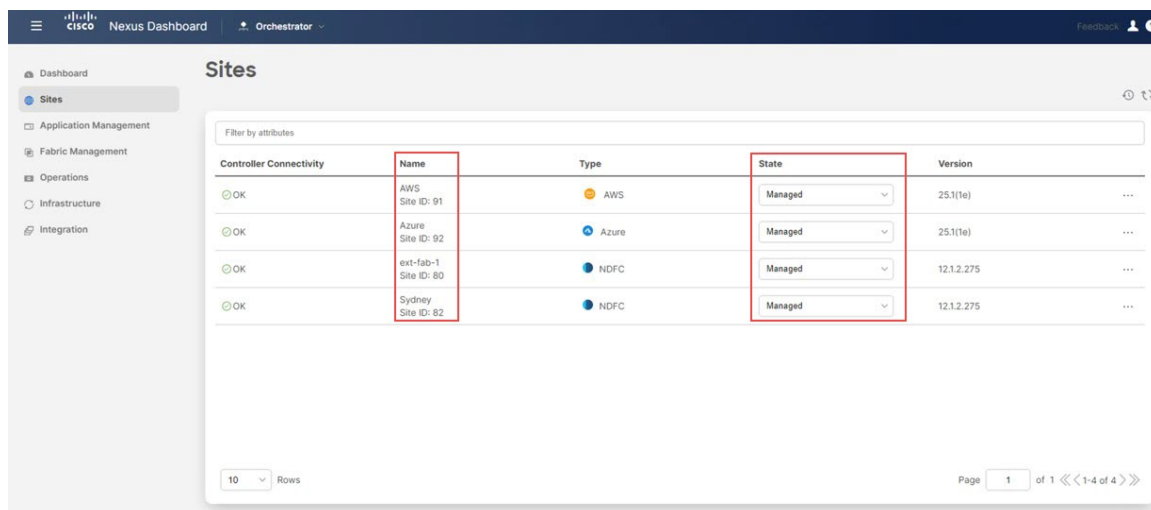 CISCO Nexus Dashboard Orchestrator Feedback
Dashboard
Sites
Application Management
Fabric Management
Operations
Infrastructure
Integration
Sites
Filter by attributes
Controller Connectivity Name Type State Version
OK AWS Site ID: 91 AWS Managed 25.1(1e) ...
OK Azure Site ID: 92 Azure Managed 25.1(1e) ...
OK ext-fab-1 Site ID: 80 NDFC Managed 12.1.2.275 ...
OK Sydney Site ID: 82 NDFC Managed 12.1.2.275 ...
10 Rows Page 1 of 1 1-4 of 4